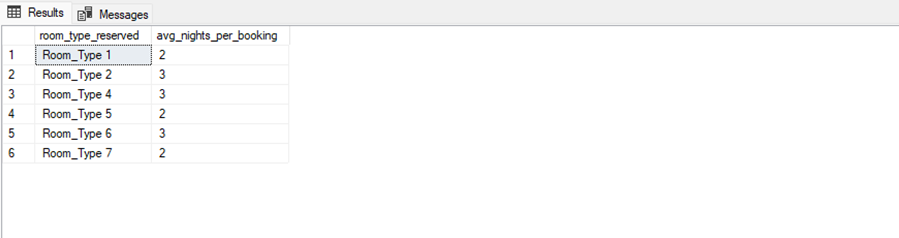 Results Messages
room_type_reserved avg_nights_per_booking
1 Room_Type 1 2
2 Room_Type 2 3
3 Room_Type 4 3
4 Room_Type 5 2
5 Room_Type 6 3
6 Room_Type 7 2